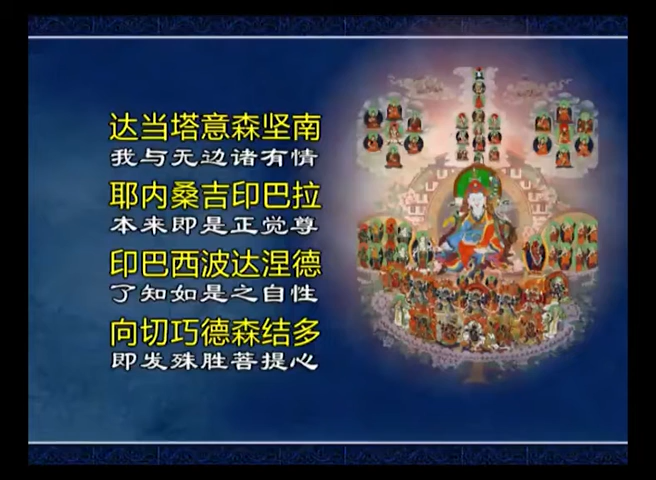 达当塔意森坚南
我与无边诸有情
耶内桑吉印巴拉
本来即是正觉尊
印巴西波达涅德
了知如是之自性
向切巧德森结多
即发殊胜菩提心